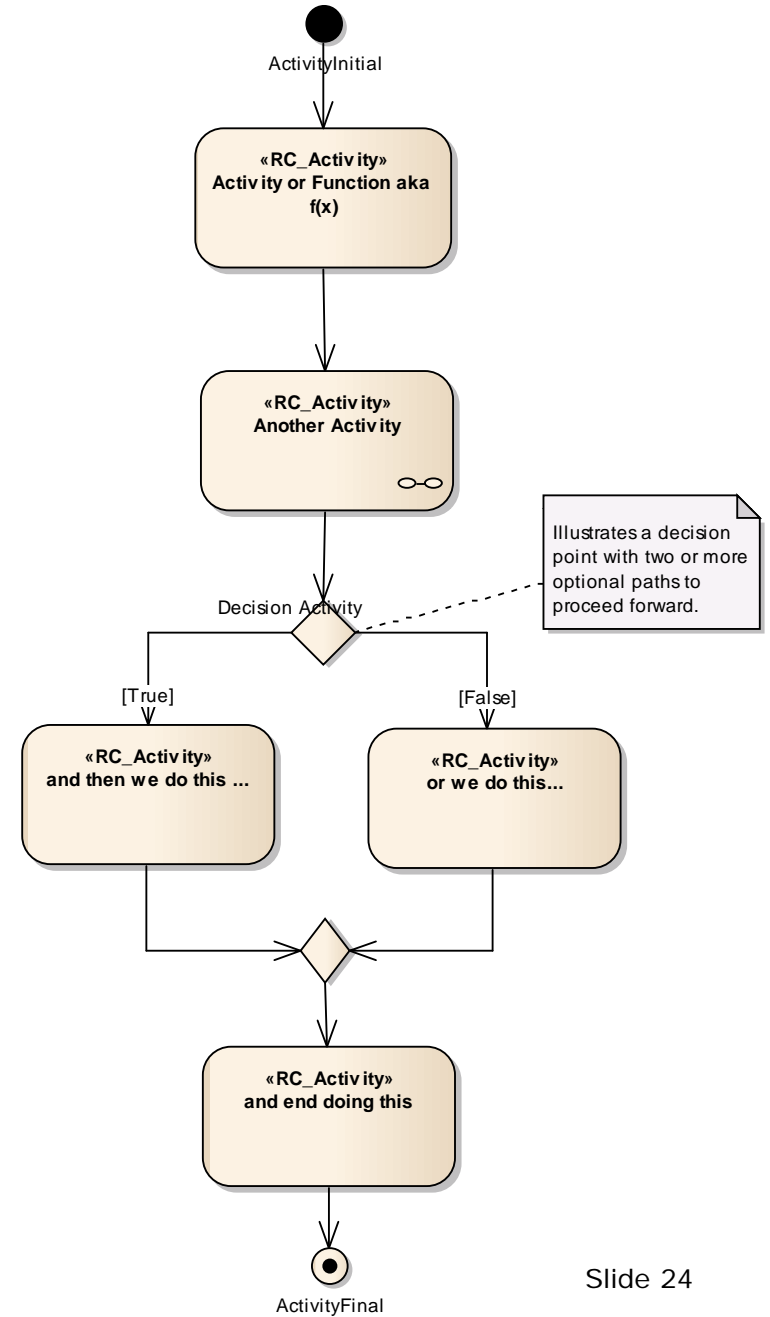 ActivityInitial
«RC_Activity»
Activity or Function aka
f(x)
«RC_Activity»
Another Activity
Illustrates a decision
point with two or more
optional paths to
proceed forward.
Decision Activity
[True]
[False]
«RC_Activity»
and then we do this ...
«RC_Activity»
or we do this...
«RC_Activity»
and end doing this
ActivityFinal
Slide 24